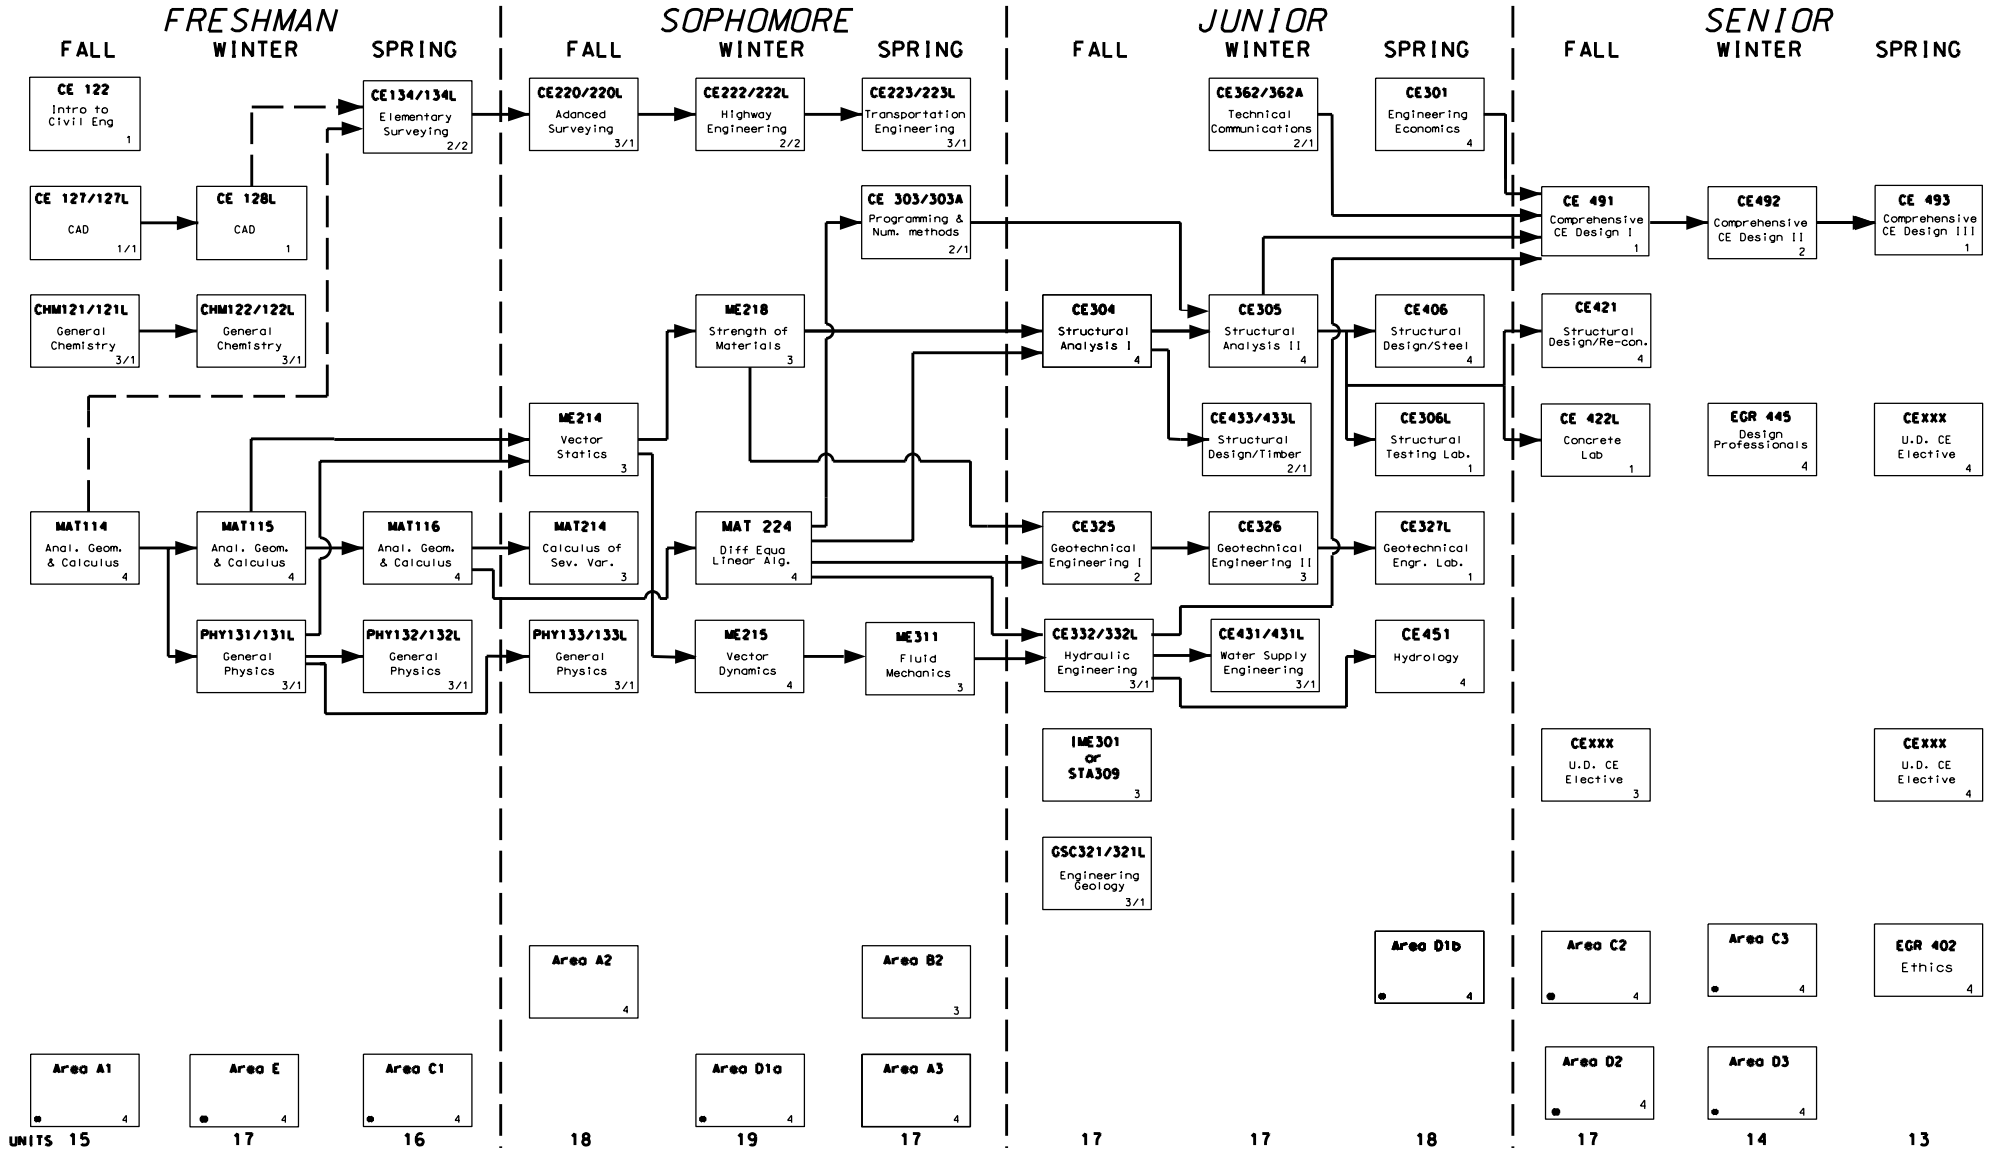 FRESHMAN
SOPHOMORE
JUNIOR
SENIOR
FALL
WINTER
SPRING
FALL
WINTER
SPRING
FALL
WINTER
SPRING
FALL
WINTER
SPRING
CE 122
Intro to
Civil Eng
1
CE134/134L
Elementary
Surveying
2/2
CE220/220L
Adanced
Surveying
3/1
CE222/222L
Highway
Engineering
2/2
CE223/223L
Transportation
Engineering
3/1
CE362/362A
Technical
Communications
2/1
CE301
Engineering
Economics
4
CE 127/127L
CAD
1/1
CE 128L
CAD
1
CE 303/303A
Programming &
Num. methods
2/1
CE 491
Comprehensive
CE Design I
1
CE492
Comprehensive
CE Design II
2
CE 493
Comprehensive
CE Design III
1
CHM121/121L
General
Chemistry
3/1
CHM122/122L
General
Chemistry
3/1
ME218
Strength of
Materials
3
CE304
Structural
Analysis I
4
CE305
Structural
Analysis II
4
CE406
Structural
Design/Steel
4
CE421
Structural
Design/Re-con.
4
ME214
Vector
Statics
3
CE433/433L
Structural
Design/Timber
2/1
CE306L
Structural
Testing Lab.
1
CE 422L
Concrete
Lab
1
EGR 445
Design
Professionals
4
CEXXX
U.D. CE
Elective
4
MAT114
Anal. Geom.
& Calculus
4
MAT115
Anal. Geom.
& Calculus
4
MAT116
Anal. Geom.
& Calculus
4
MAT214
Calculus of
Sev. Var.
3
MAT 224
Diff Equa
Linear Alg.
4
CE325
Geotechnical
Engineering I
2
CE326
Geotechnical
Engineering II
3
CE327L
Geotechnical
Engr. Lab.
1
PHY131/131L
General
Physics
3/1
PHY132/132L
General
Physics
3/1
PHY133/133L
General
Physics
3/1
ME215
Vector
Dynamics
4
ME311
Fluid
Mechanics
3
CE332/332L
Hydraulic
Engineering
3/1
CE431/431L
Water Supply
Engineering
3/1
CE451
Hydrology
4
IME301
or
STA309
3
CEXXX
U.D. CE
Elective
3
CEXXX
U.D. CE
Elective
4
GSC321/321L
Engineering
Geology
3/1
Area A2
4
Area B2
3
Area D1b
4
Area C2
4
Area C3
4
EGR 402
Ethics
4
Area A1
4
Area E
4
Area C1
4
Area D1a
4
Area A3
4
Area D2
4
Area D3
4
UNITS 15
17
16
18
19
17
17
17
18
17
14
13